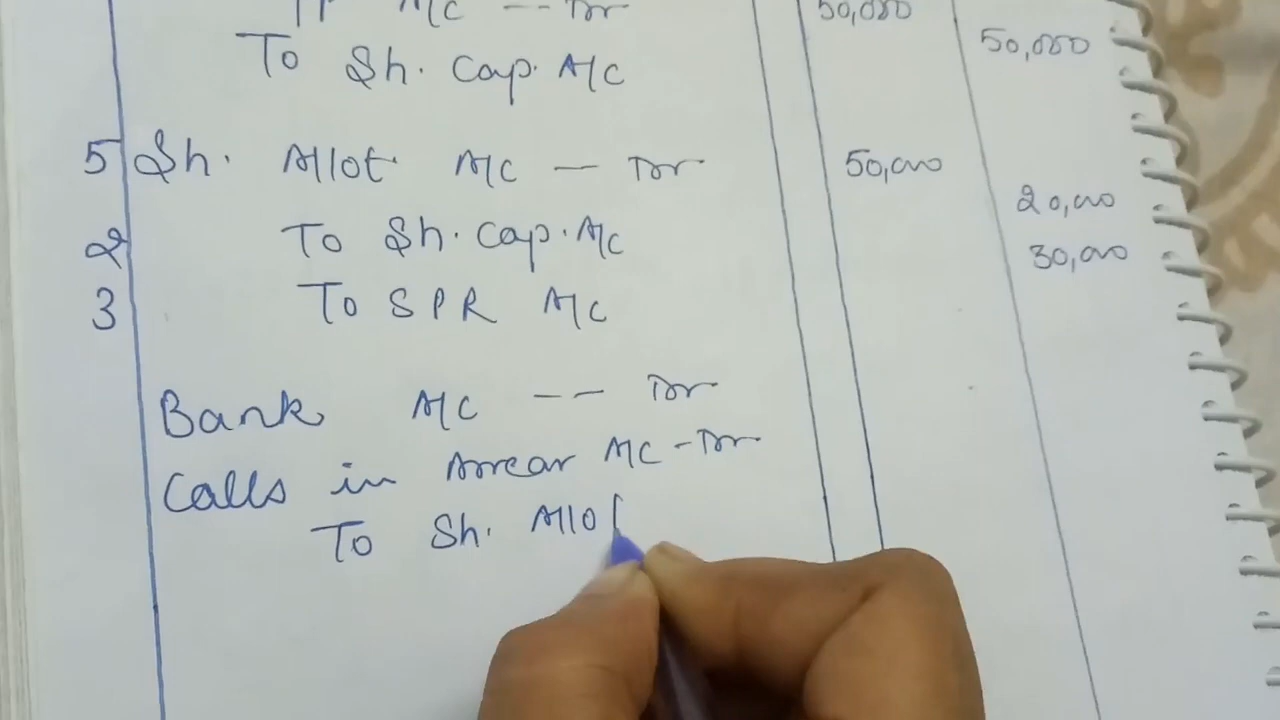 A/C -- Dr 50,000
To Sh. Cap. A/C 50,000
5 Sh. Allot A/C — Dr 50,000
20,000
2 To Sh. Cap. A/C
30,000
3 To SPR A/C
Bank A/C -- Dr
Calls in Arrear A/C - Dr
To Sh. Allot